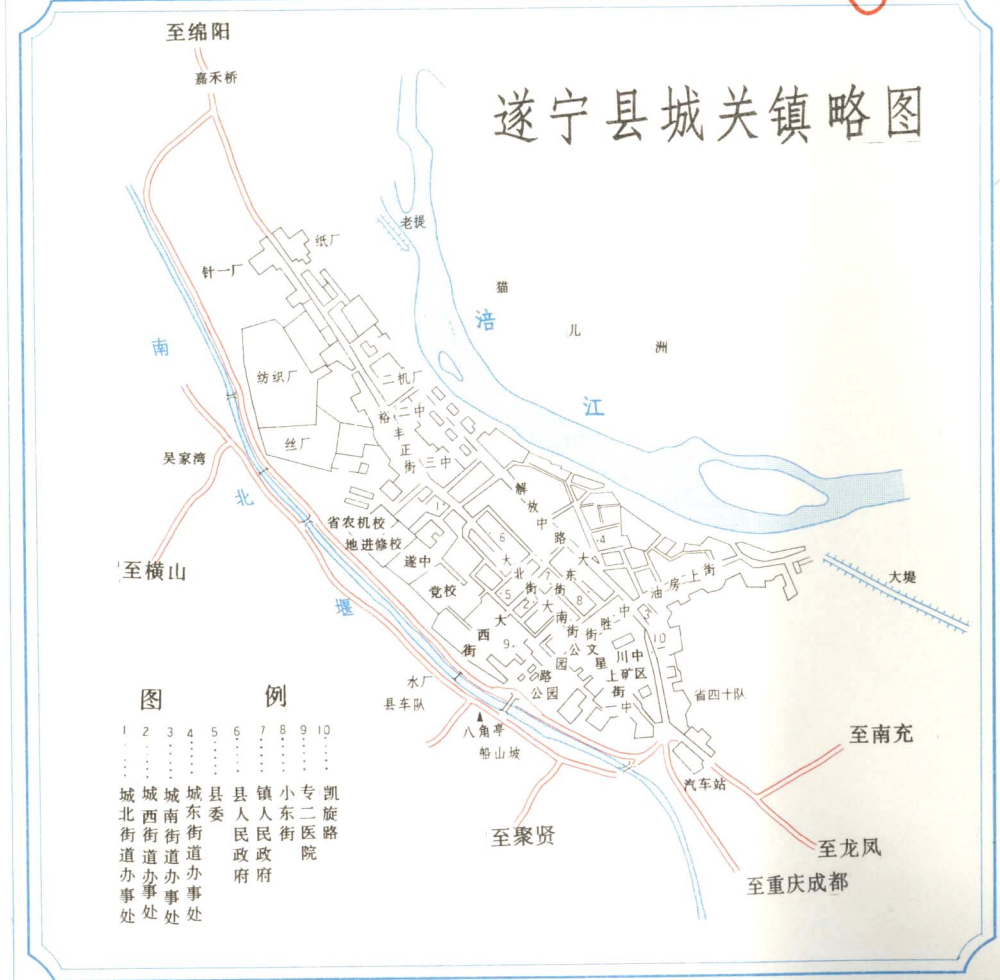 遂宁县城关镇略图
至绵阳
嘉禾桥
老提
纸厂
针一厂
猫儿洲
涪江
南北堰
纺织厂
二机厂
二中
裕丰正街
丝厂
三中
吴家湾
解放中路
省农机校
地进修校
遂中
党校
至横山
大北街
大东街
大南街
大西街
油房上街
大堤
中胜街
文星上街
公园路
公园
川中矿区
一中
省四十队
水厂
县车队
八角亭
船山坡
汽车站
至南充
至聚贤
至龙凤
至重庆成都
1
2
3
4
5
6
7
8
9
10
图例
1......城北街道办事处
2......城西街道办事处
3......城南街道办事处
4......城东街道办事处
5......县委
6......县人民政府
7......镇人民政府
8......小东街
9......专二医院
10......凯旋路